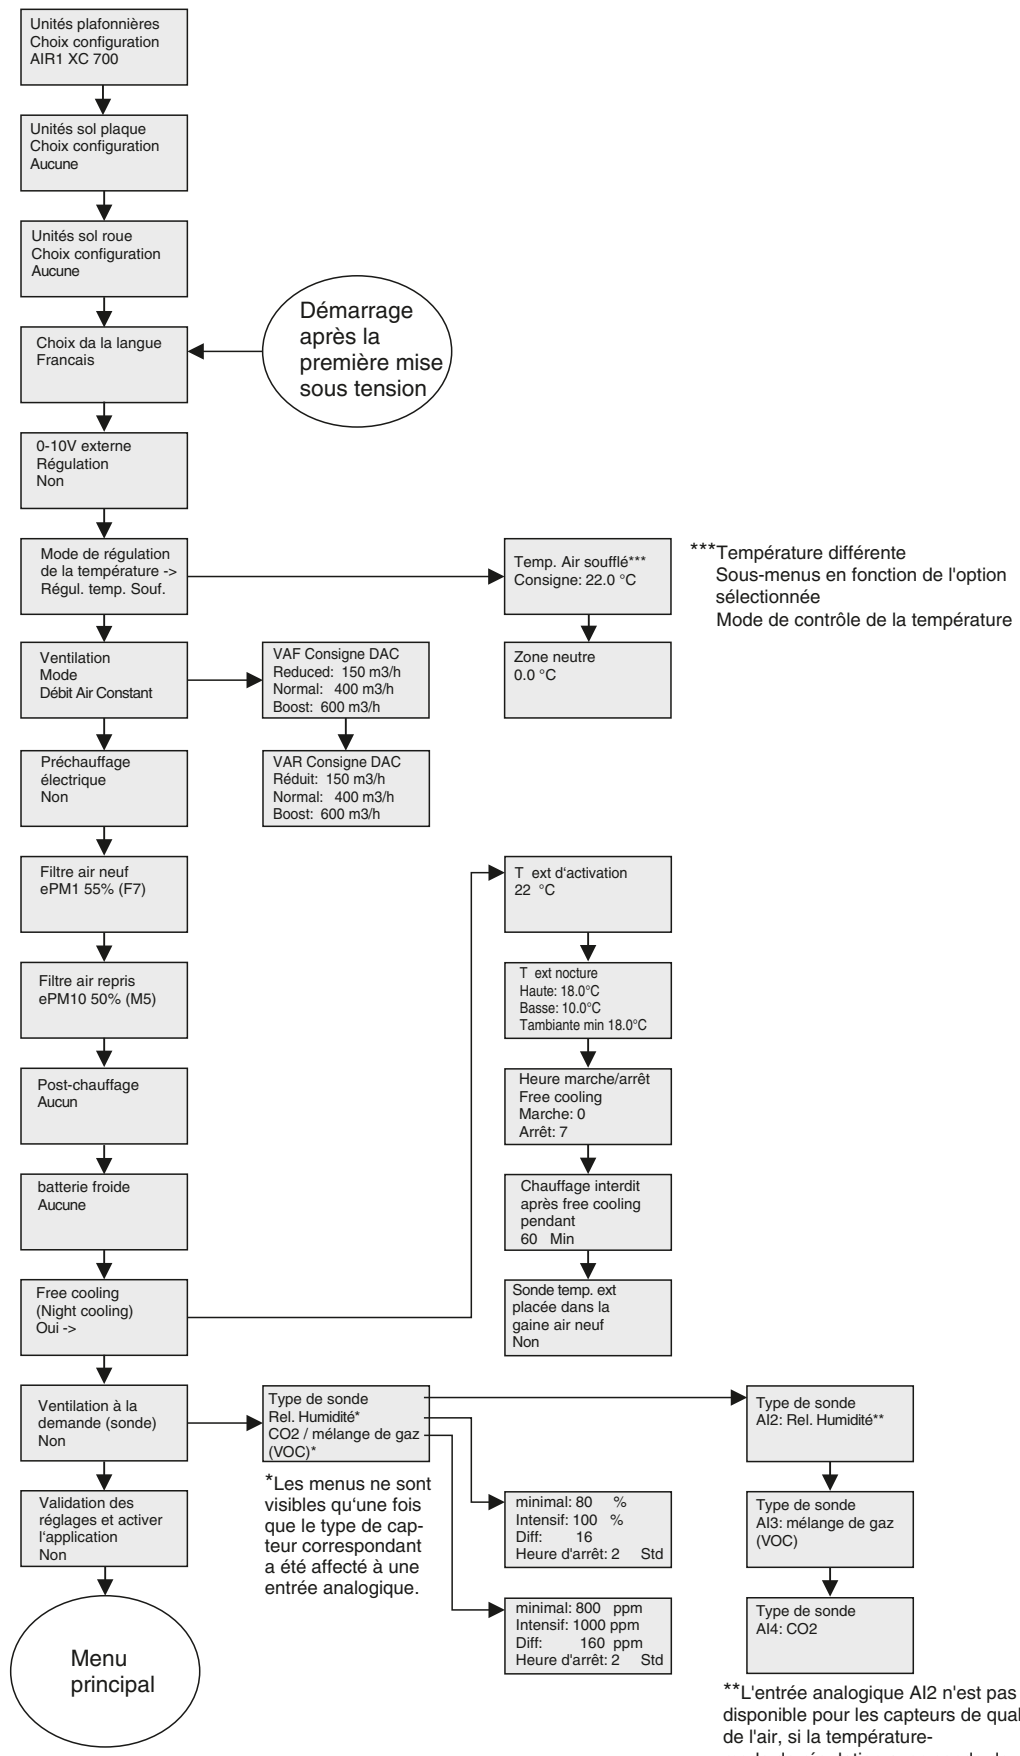 Unités plafonnières
Choix configuration
AIR1 XC 700
Unités sol plaque
Choix configuration
Aucune
Unités sol roue
Choix configuration
Aucune
Choix da la langue
Francais
Démarrage
après la
première mise
sous tension
0-10V externe
Régulation
Non
Mode de régulation
de la température ->
Régul. temp. Souf.
Temp. Air soufflé***
Consigne: 22.0 °C
***Température différente
Sous-menus en fonction de l'option
sélectionnée
Mode de contrôle de la température
Zone neutre
0.0 °C
Ventilation
Mode
Débit Air Constant
VAF Consigne DAC
Reduced: 150 m3/h
Normal: 400 m3/h
Boost: 600 m3/h
VAR Consigne DAC
Réduit: 150 m3/h
Normal: 400 m3/h
Boost: 600 m3/h
Préchauffage
électrique
Non
Filtre air neuf
ePM1 55% (F7)
Filtre air repris
ePM10 50% (M5)
Post-chauffage
Aucun
batterie froide
Aucune
Free cooling
(Night cooling)
Oui ->
T ext d'activation
22 °C
T ext nocture
Haute: 18.0°C
Basse: 10.0°C
Tambiante min 18.0°C
Heure marche/arrêt
Free cooling
Marche: 0
Arrêt: 7
Chauffage interdit
après free cooling
pendant
60 Min
Sonde temp. ext
placée dans la
gaine air neuf
Non
Ventilation à la
demande (sonde)
Non
Type de sonde
Rel. Humidité*
CO2 / mélange de gaz
(VOC)*
*Les menus ne sont
visibles qu'une fois
que le type de cap-
teur correspondant
a été affecté à une
entrée analogique.
Type de sonde
AI2: Rel. Humidité**
Type de sonde
AI3: mélange de gaz
(VOC)
Type de sonde
AI4: CO2
minimal: 80 %
Intensif: 100 %
Diff: 16
Heure d'arrêt: 2 Std
minimal: 800 ppm
Intensif: 1000 ppm
Diff: 160 ppm
Heure d'arrêt: 2 Std
Validation des
réglages et activer
l'application
Non
Menu
principal
**L'entrée analogique AI2 n'est pas
disponible pour les capteurs de
de l'air, si la température-